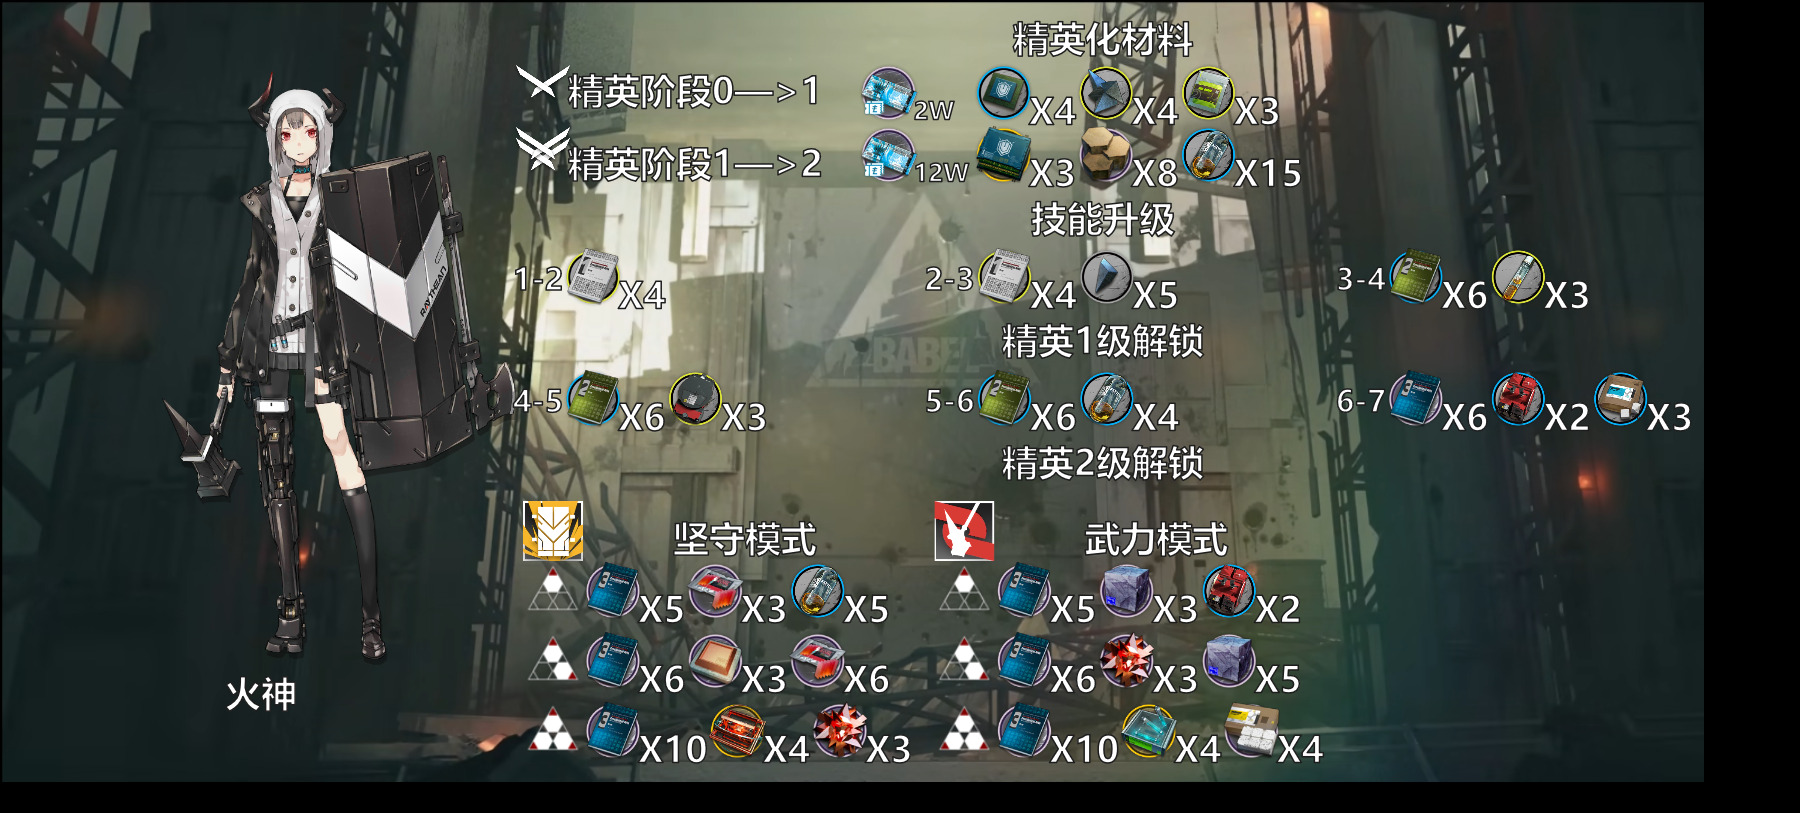 精英化材料
精英阶段0—>1 2W X4 X4 X3
精英阶段1—>2 12W X3 X8 X15
技能升级
1-2 X4 2-3 X4 X5 3-4 X6 X3
精英1级解锁
4-5 X6 X3 5-6 X6 X4 6-7 X6 X2 X3
精英2级解锁
坚守模式 武力模式
X5 X3 X5 X5 X3 X2
X6 X3 X6 X6 X3 X5
X10 X4 X3 X10 X4 X4
火神
RAYTHEAN
BABEL